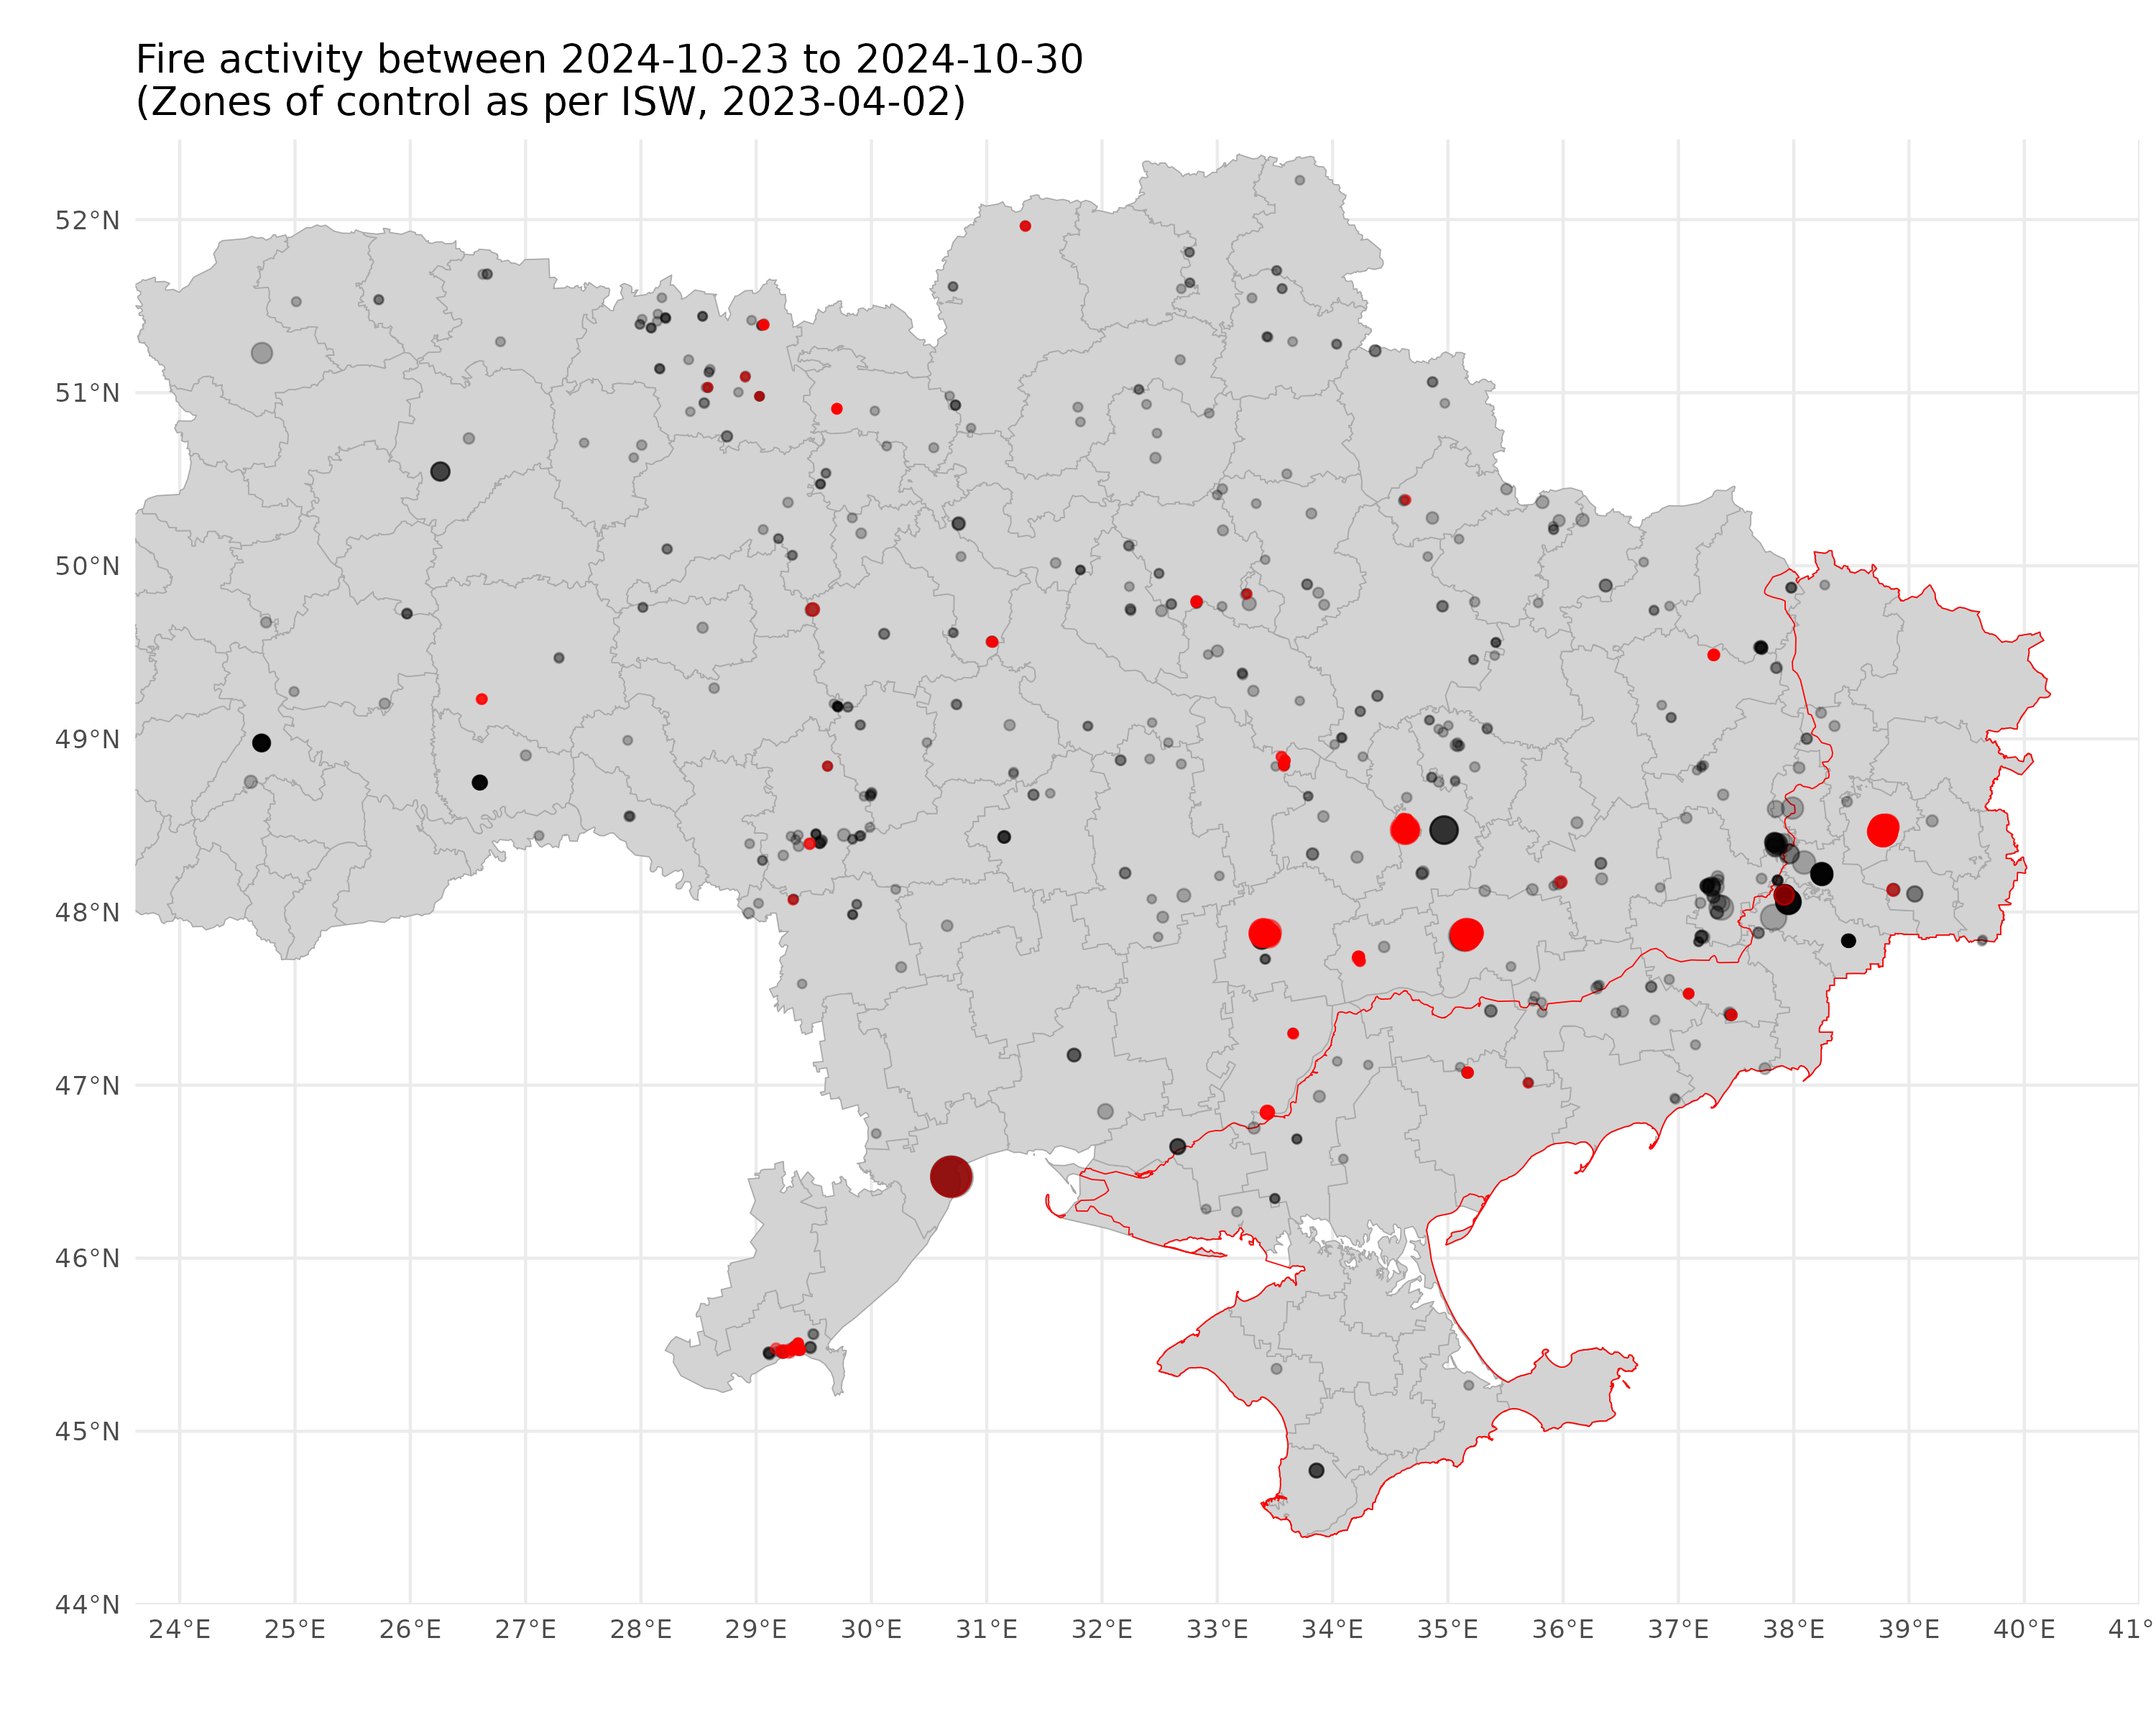 Fire activity between 2024-10-23 to 2024-10-30
(Zones of control as per ISW, 2023-04-02)
52°N
51°N
50°N
49°N
48°N
47°N
46°N
45°N
44°N
24°E 25°E 26°E 27°E 28°E 29°E 30°E 31°E 32°E 33°E 34°E 35°E 36°E 37°E 38°E 39°E 40°E 41°